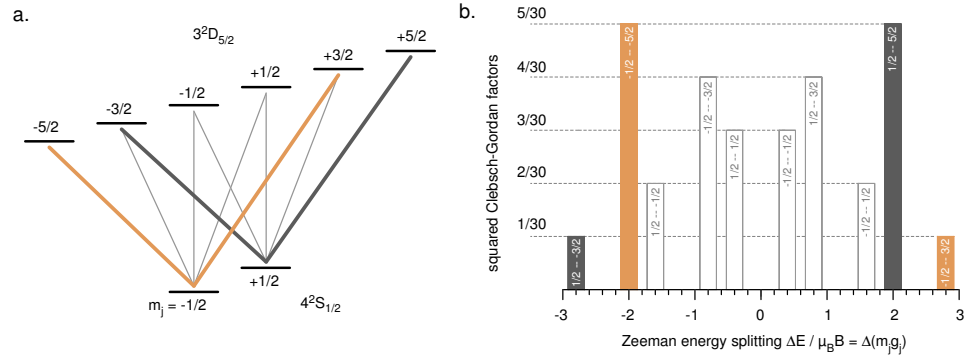 a.
3²D₅/₂
+5/2
+3/2
+1/2
-1/2
-3/2
-5/2
+1/2
mⱼ = -1/2
4²S₁/₂
b.
squared Clebsch-Gordan factors
5/30
4/30
3/30
2/30
1/30
1/2 -- -3/2
-1/2 -- -5/2
1/2 -- -1/2
-1/2 -- -3/2
1/2 -- 1/2
-1/2 -- -1/2
1/2 -- 3/2
-1/2 -- 1/2
1/2 -- 5/2
-1/2 -- 3/2
-3 -2 -1 0 1 2 3
Zeeman energy splitting ΔE / μ_BB = Δ(mⱼgⱼ)